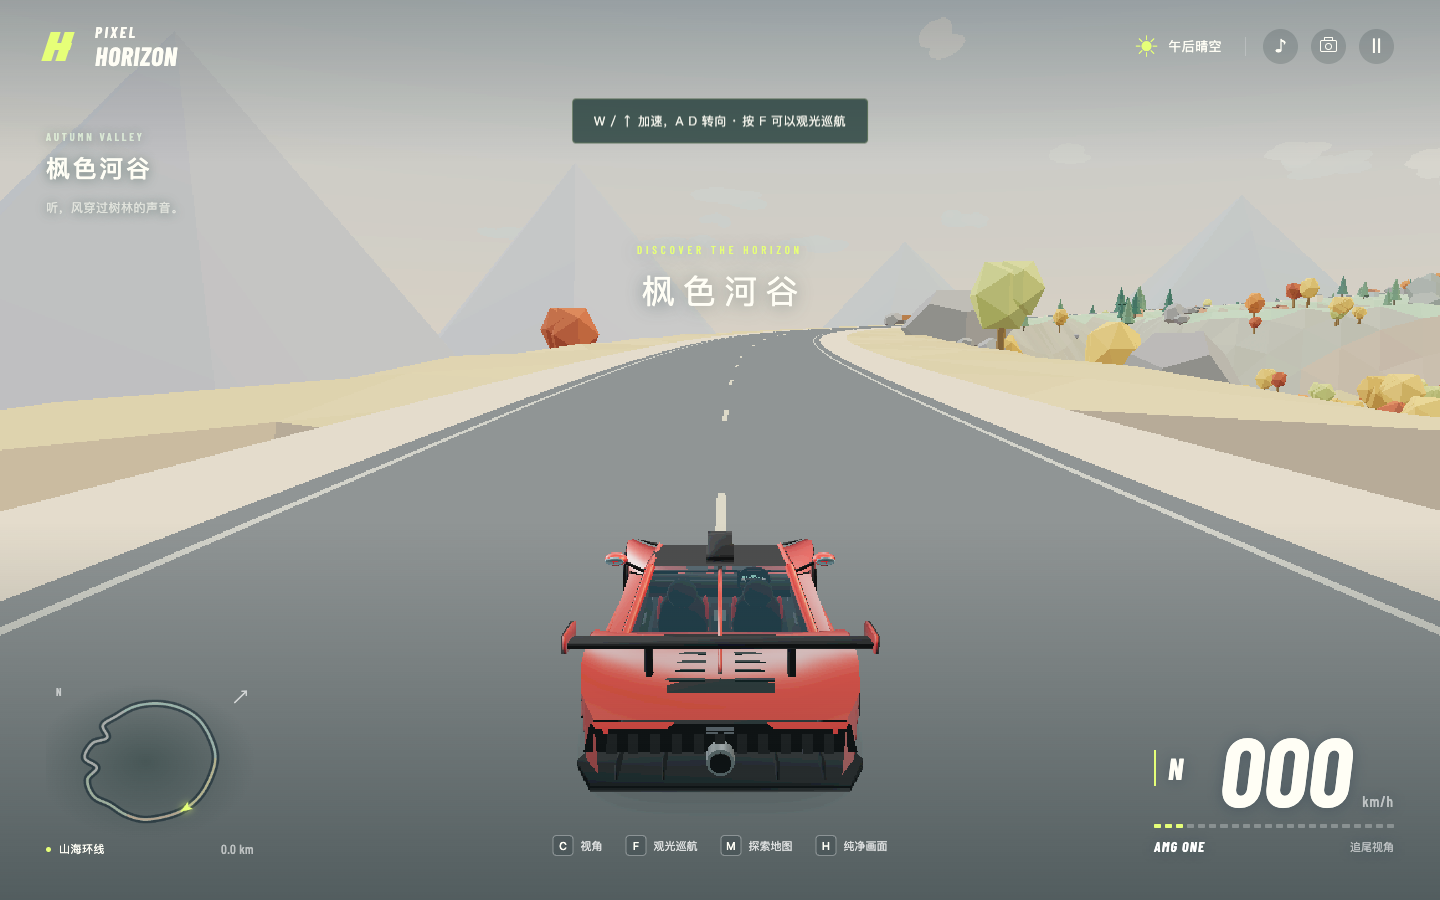 H
PIXEL
HORIZON
午后晴空
W / ↑ 加速，A D 转向 · 按 F 可以观光巡航
AUTUMN VALLEY
枫色河谷
听，风穿过树林的声音。
DISCOVER THE HORIZON
枫色河谷
N
山海环线
0.0 km
C 视角
F 观光巡航
M 探索地图
H 纯净画面
N
000
km/h
AMG ONE
追尾视角